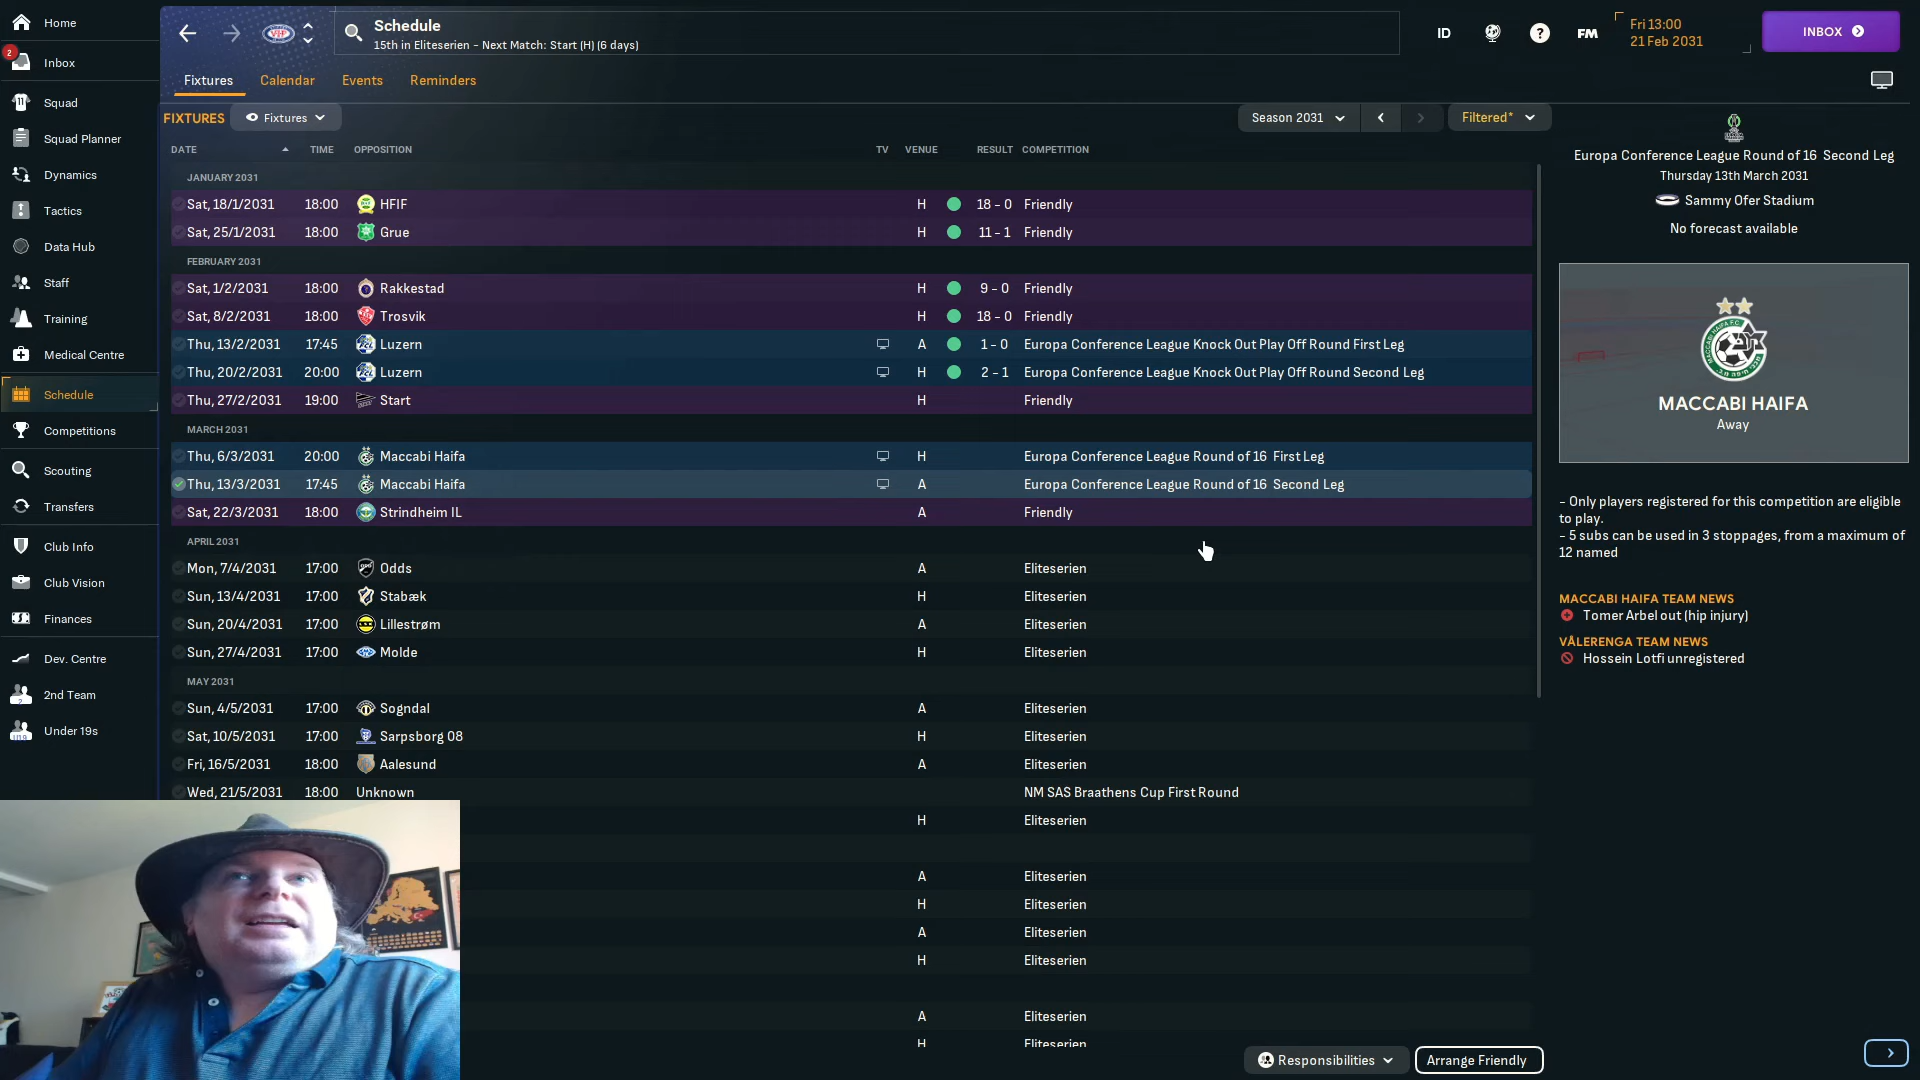 Home
2
Inbox
Squad
Squad Planner
Dynamics
Tactics
Data Hub
Staff
Training
Medical Centre
Schedule
Competitions
Scouting
Transfers
Club Info
Club Vision
Finances
Dev. Centre
2nd Team
Under 19s
Schedule
15th in Eliteserien - Next Match: Start (H) (6 days)
ID
?
FM
Fri 13:00
21 Feb 2031
INBOX
Fixtures Calendar Events Reminders
FIXTURES Fixtures
Season 2031 Filtered*
DATE TIME OPPOSITION TV VENUE RESULT COMPETITION
JANUARY 2031
Sat, 18/1/2031 18:00 HFIF H 18 - 0 Friendly
Sat, 25/1/2031 18:00 Grue H 11 - 1 Friendly
FEBRUARY 2031
Sat, 1/2/2031 18:00 Rakkestad H 9 - 0 Friendly
Sat, 8/2/2031 18:00 Trosvik H 18 - 0 Friendly
Thu, 13/2/2031 17:45 Luzern A 1 - 0 Europa Conference League Knock Out Play Off Round First Leg
Thu, 20/2/2031 20:00 Luzern H 2 - 1 Europa Conference League Knock Out Play Off Round Second Leg
Thu, 27/2/2031 19:00 Start H Friendly
MARCH 2031
Thu, 6/3/2031 20:00 Maccabi Haifa H Europa Conference League Round of 16 First Leg
Thu, 13/3/2031 17:45 Maccabi Haifa A Europa Conference League Round of 16 Second Leg
Sat, 22/3/2031 18:00 Strindheim IL A Friendly
APRIL 2031
Mon, 7/4/2031 17:00 Odds A Eliteserien
Sun, 13/4/2031 17:00 Stabæk H Eliteserien
Sun, 20/4/2031 17:00 Lillestrøm A Eliteserien
Sun, 27/4/2031 17:00 Molde H Eliteserien
MAY 2031
Sun, 4/5/2031 17:00 Sogndal A Eliteserien
Sat, 10/5/2031 17:00 Sarpsborg 08 H Eliteserien
Fri, 16/5/2031 18:00 Aalesund A Eliteserien
Wed, 21/5/2031 18:00 Unknown NM SAS Braathens Cup First Round
H Eliteserien
A Eliteserien
H Eliteserien
A Eliteserien
H Eliteserien
A Eliteserien
H Eliteserien
Responsibilities
Arrange Friendly
Europa Conference League Round of 16 Second Leg
Thursday 13th March 2031
Sammy Ofer Stadium
No forecast available
MACCABI HAIFA
Away
- Only players registered for this competition are eligible
to play.
- 5 subs can be used in 3 stoppages, from a maximum of
12 named
MACCABI HAIFA TEAM NEWS
Tomer Arbel out (hip injury)
VÅLERENGA TEAM NEWS
Hossein Lotfi unregistered